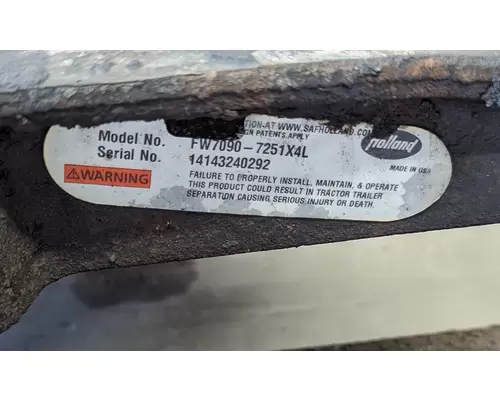 TION-AT WWW.SAFHOLLAND.COM
GN PATENTS APPLY
Model No. FW7090-7251X4L
Serial No. 14143240292
holland
MADE IN USA
WARNING
FAILURE TO PROPERLY INSTALL, MAINTAIN, & OPERATE
THIS PRODUCT COULD RESULT IN TRACTOR TRAILER
SEPARATION CAUSING SERIOUS INJURY OR DEATH.